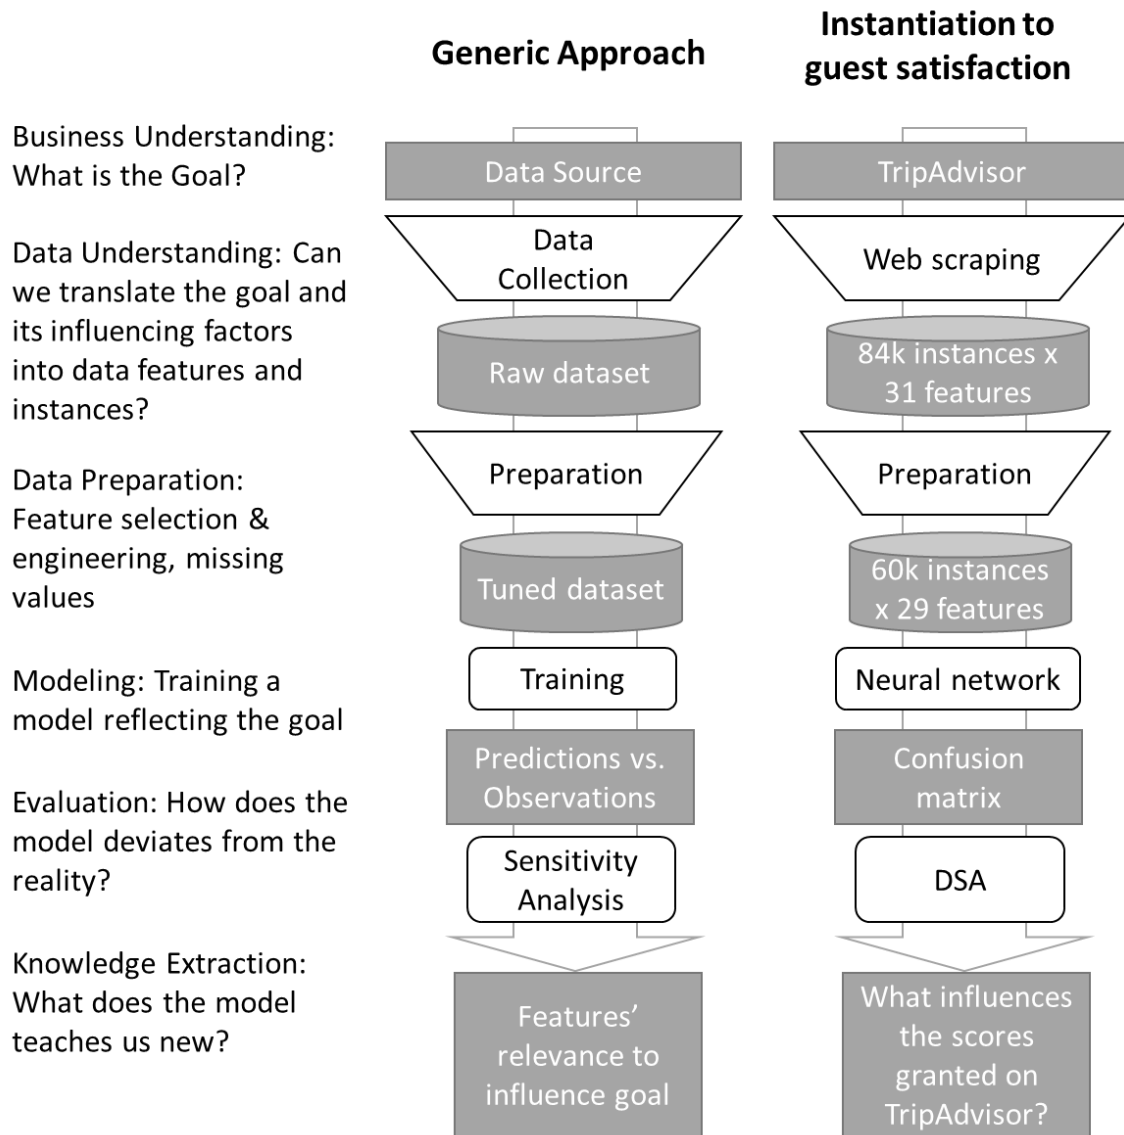 Generic Approach
Instantiation to
guest satisfaction
Business Understanding:
What is the Goal?
Data Source
TripAdvisor
Data Understanding: Can
we translate the goal and
its influencing factors
into data features and
instances?
Data
Collection
Web scraping
Raw dataset
84k instances x
31 features
Data Preparation:
Feature selection &
engineering, missing
values
Preparation
Preparation
Tuned dataset
60k instances
x 29 features
Modeling: Training a
model reflecting the goal
Training
Neural network
Predictions vs.
Observations
Confusion
matrix
Evaluation: How does the
model deviates from the
reality?
Sensitivity
Analysis
DSA
Knowledge Extraction:
What does the model
teaches us new?
Features’
relevance to
influence goal
What influences
the scores
granted on
TripAdvisor?